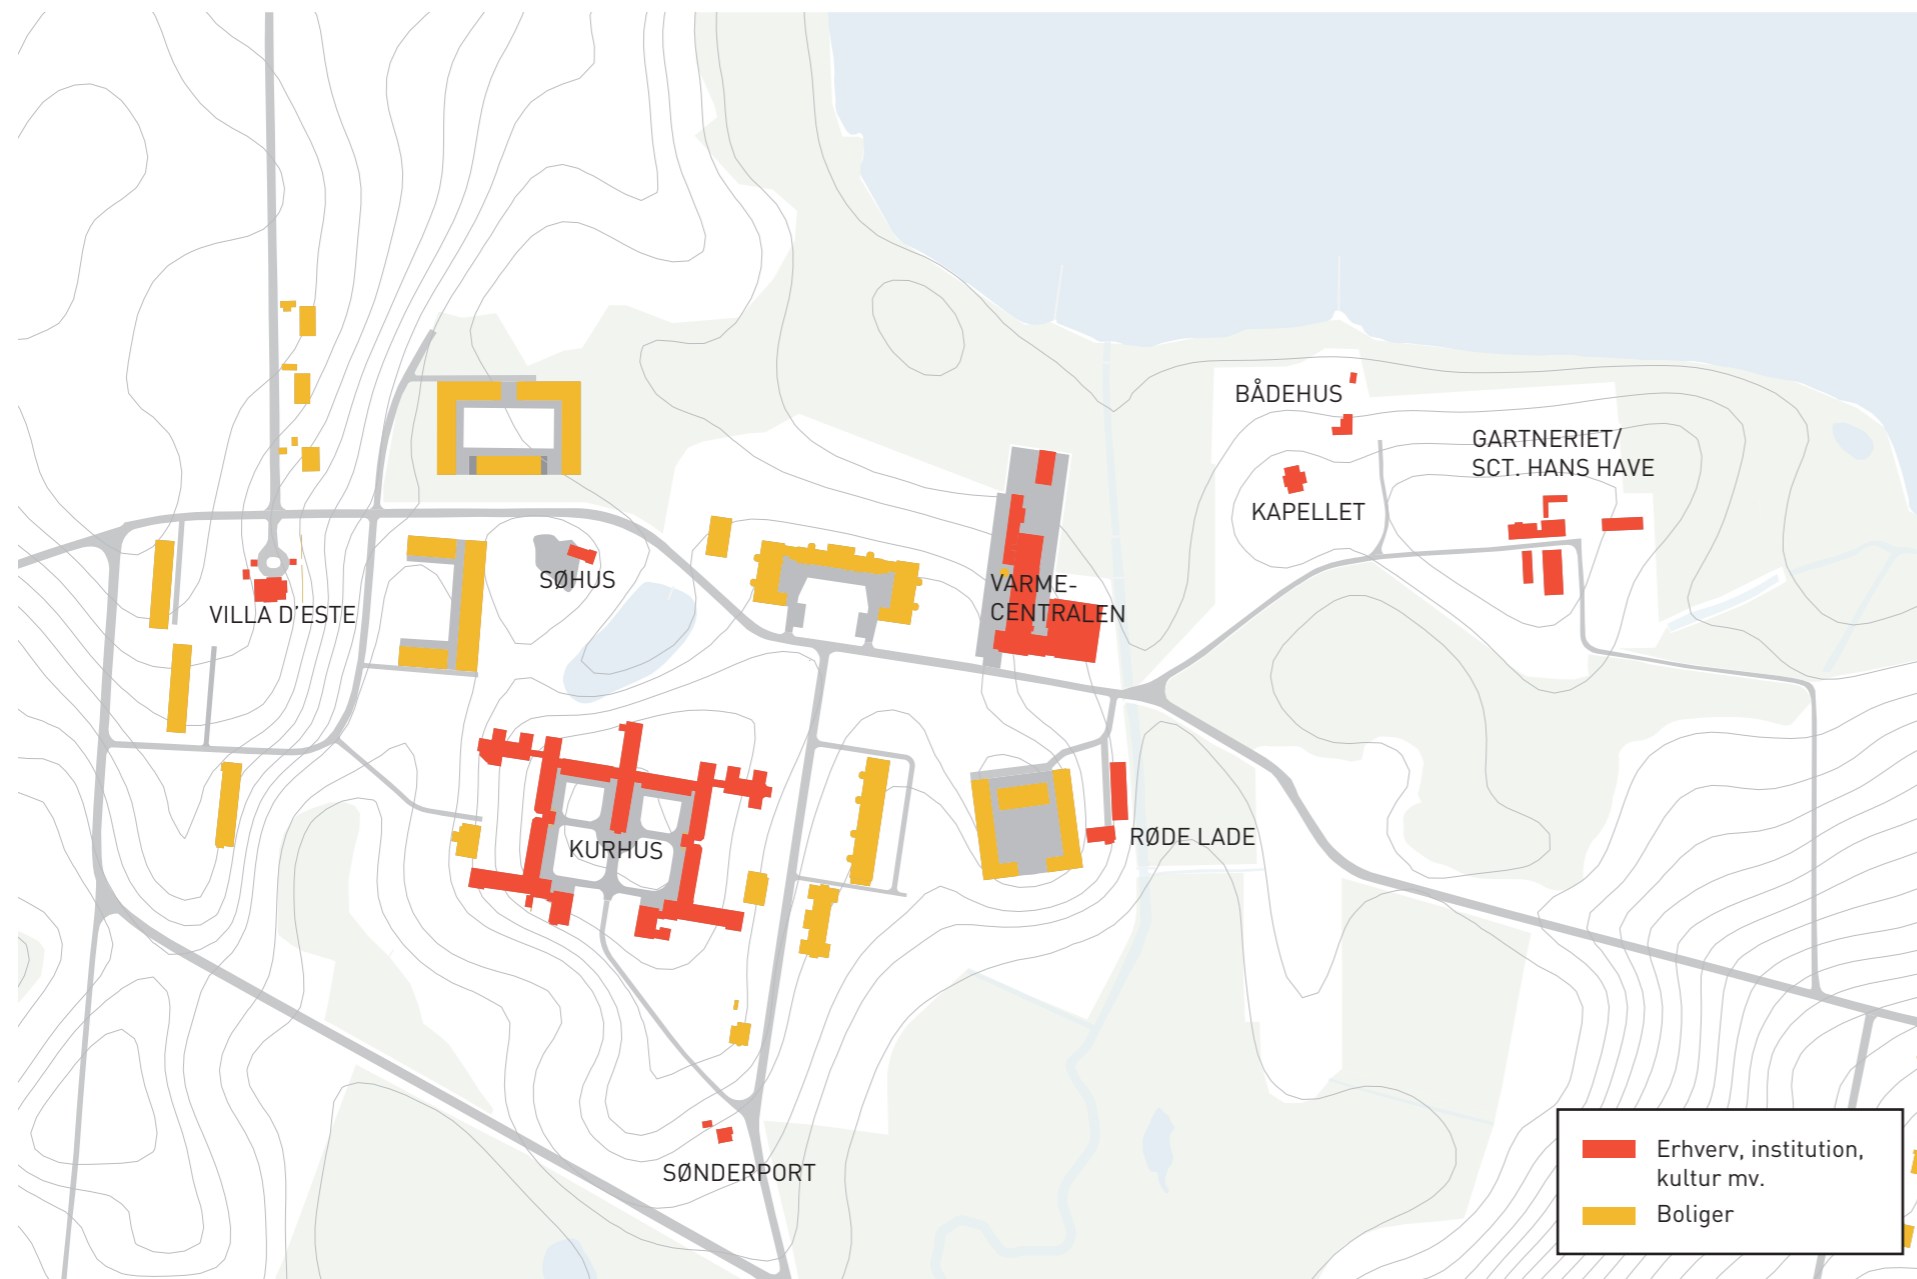 BÅDEHUS
GARTNERIET/
SCT. HANS HAVE
KAPELLET
SØHUS
VARME-
CENTRALEN
VILLA D'ESTE
KURHUS
RØDE LADE
SØNDERPORT
Erhverv, institution,
kultur mv.
Boliger